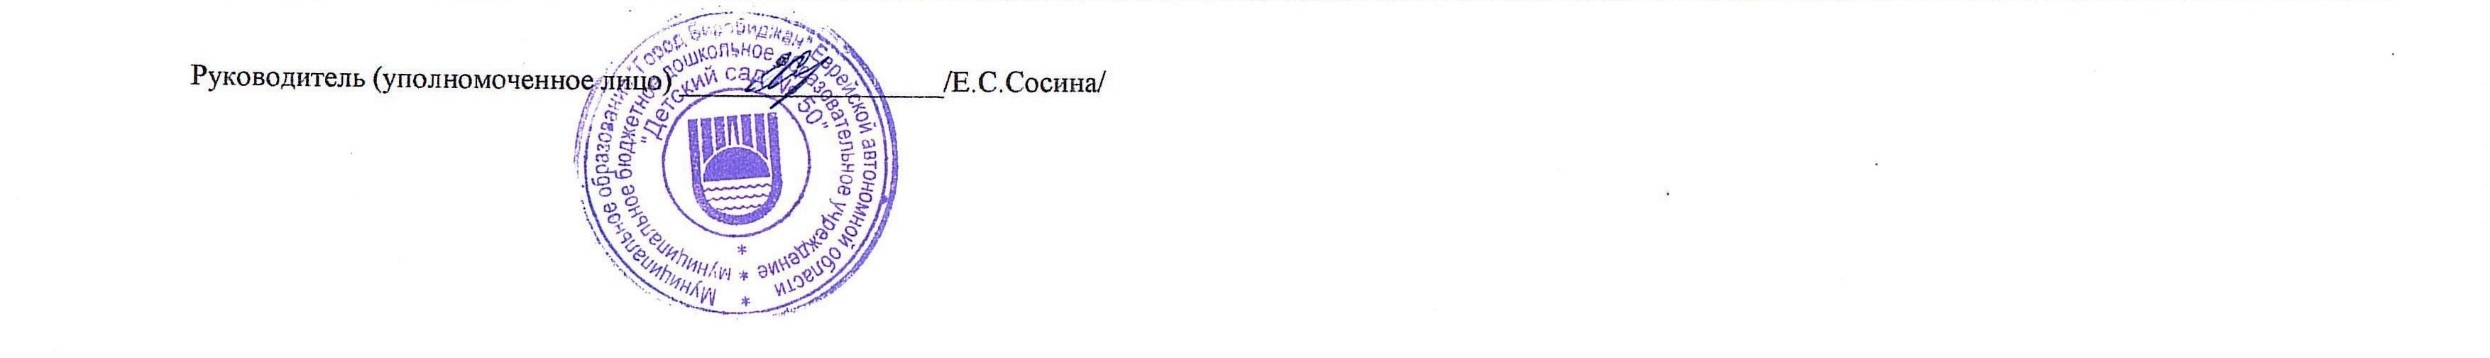 Руководитель (уполномоченное лицо) ____________________/Е.С.Сосина/
Муниципальное образование "Город Биробиджан" Еврейской автономной области *
муниципальное бюджетное дошкольное образовательное учреждение *
"Детский сад № 50" *